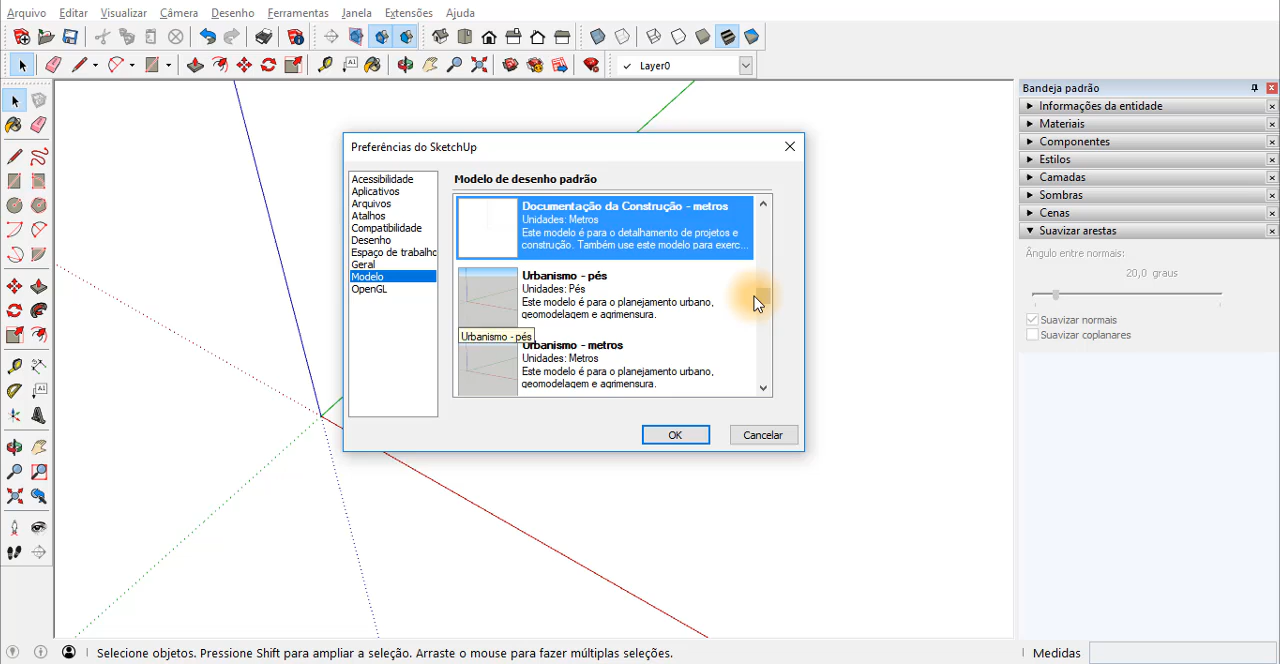 Arquivo Editar Visualizar Câmera Desenho Ferramentas Janela Extensões Ajuda
Layer0
Bandeja padrão
Informações da entidade
Materiais
Componentes
Estilos
Camadas
Sombras
Cenas
Suavizar arestas
Ângulo entre normais:
20,0 graus
Suavizar normais
Suavizar coplanares
Preferências do SketchUp
Acessibilidade
Aplicativos
Arquivos
Atalhos
Compatibilidade
Desenho
Espaço de trabalho
Geral
Modelo
OpenGL
Modelo de desenho padrão
Documentação da Construção - metros
Unidades: Metros
Este modelo é para o detalhamento de projetos e
construção. Também use este modelo para exerc...
Urbanismo - pés
Unidades: Pés
Este modelo é para o planejamento urbano,
geomodelagem e agrimensura.
Urbanismo - pés
Urbanismo - metros
Unidades: Metros
Este modelo é para o planejamento urbano,
geomodelagem e agrimensura.
OK Cancelar
Selecione objetos. Pressione Shift para ampliar a seleção. Arraste o mouse para fazer múltiplas seleções.
Medidas